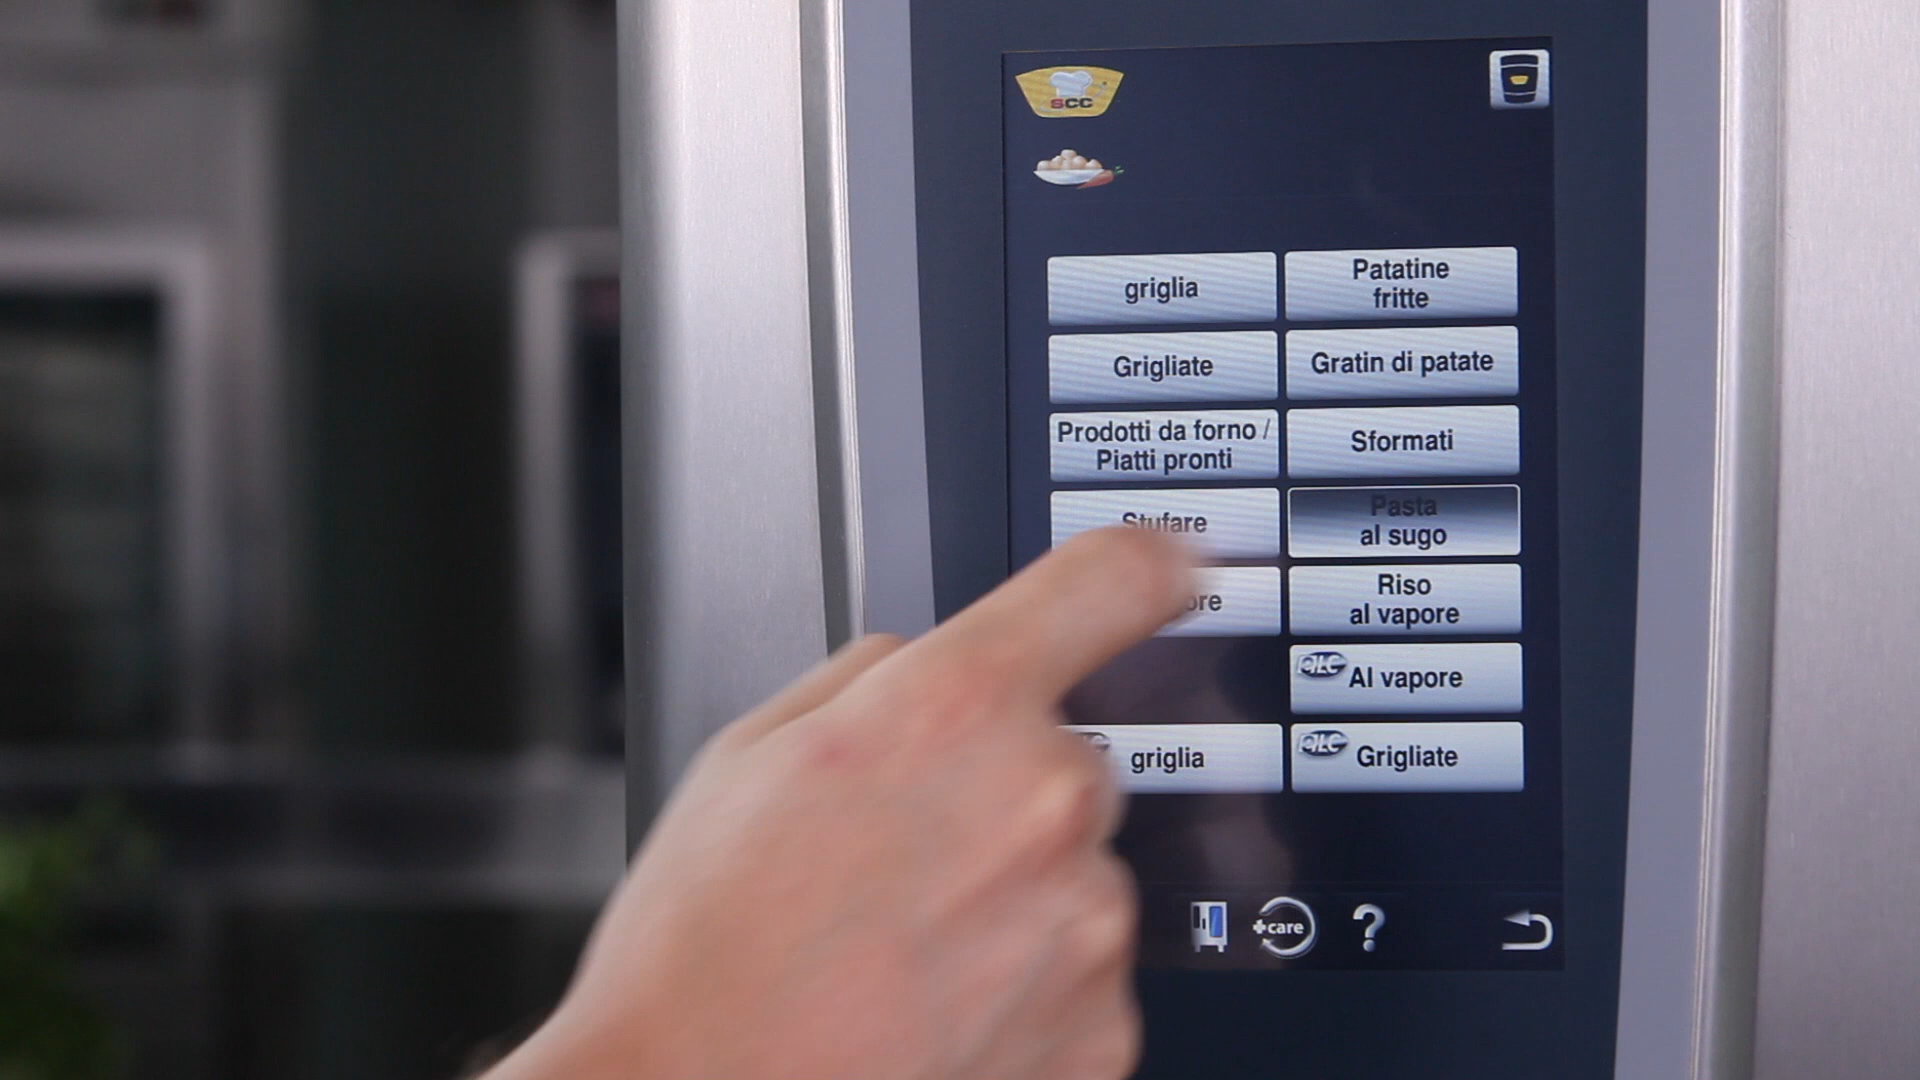 SCC
griglia
Patatine
fritte
Grigliate
Gratin di patate
Prodotti da forno /
Piatti pronti
Sformati
Stufare
Pasta
al sugo
Riso
al vapore
Al vapore
griglia
Grigliate
+care
?